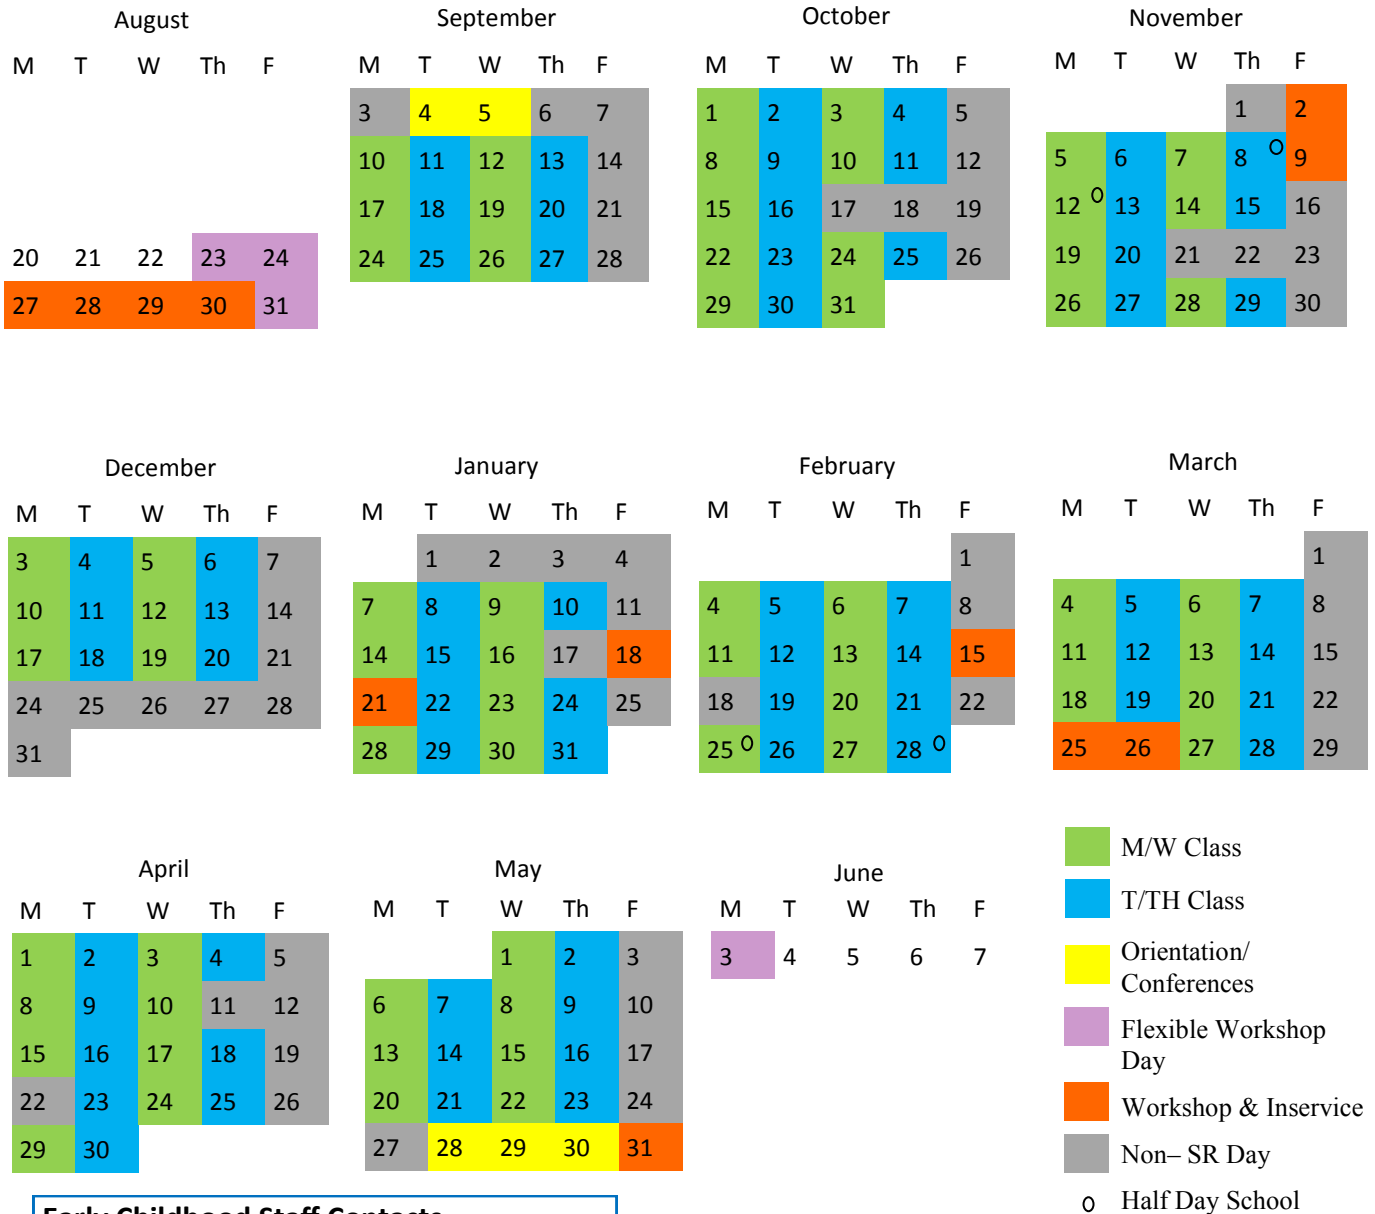 August
M T W Th F
20 21 22 23 24
27 28 29 30 31
September
M T W Th F
3 4 5 6 7
10 11 12 13 14
17 18 19 20 21
24 25 26 27 28
October
M T W Th F
1 2 3 4 5
8 9 10 11 12
15 16 17 18 19
22 23 24 25 26
29 30 31
November
M T W Th F
1 2
5 6 7 8 9
12 13 14 15 16
19 20 21 22 23
26 27 28 29 30
December
M T W Th F
3 4 5 6 7
10 11 12 13 14
17 18 19 20 21
24 25 26 27 28
31
January
M T W Th F
1 2 3 4
7 8 9 10 11
14 15 16 17 18
21 22 23 24 25
28 29 30 31
February
M T W Th F
1
4 5 6 7 8
11 12 13 14 15
18 19 20 21 22
25 26 27 28
March
M T W Th F
1
4 5 6 7 8
11 12 13 14 15
18 19 20 21 22
25 26 27 28 29
April
M T W Th F
1 2 3 4 5
8 9 10 11 12
15 16 17 18 19
22 23 24 25 26
29 30
May
M T W Th F
1 2 3
6 7 8 9 10
13 14 15 16 17
20 21 22 23 24
27 28 29 30 31
June
M T W Th F
3 4 5 6 7
M/W Class
T/TH Class
Orientation/
Conferences
Flexible Workshop
Day
Workshop & Inservice
Non– SR Day
Half Day School
Early Childhood Staff Contacts